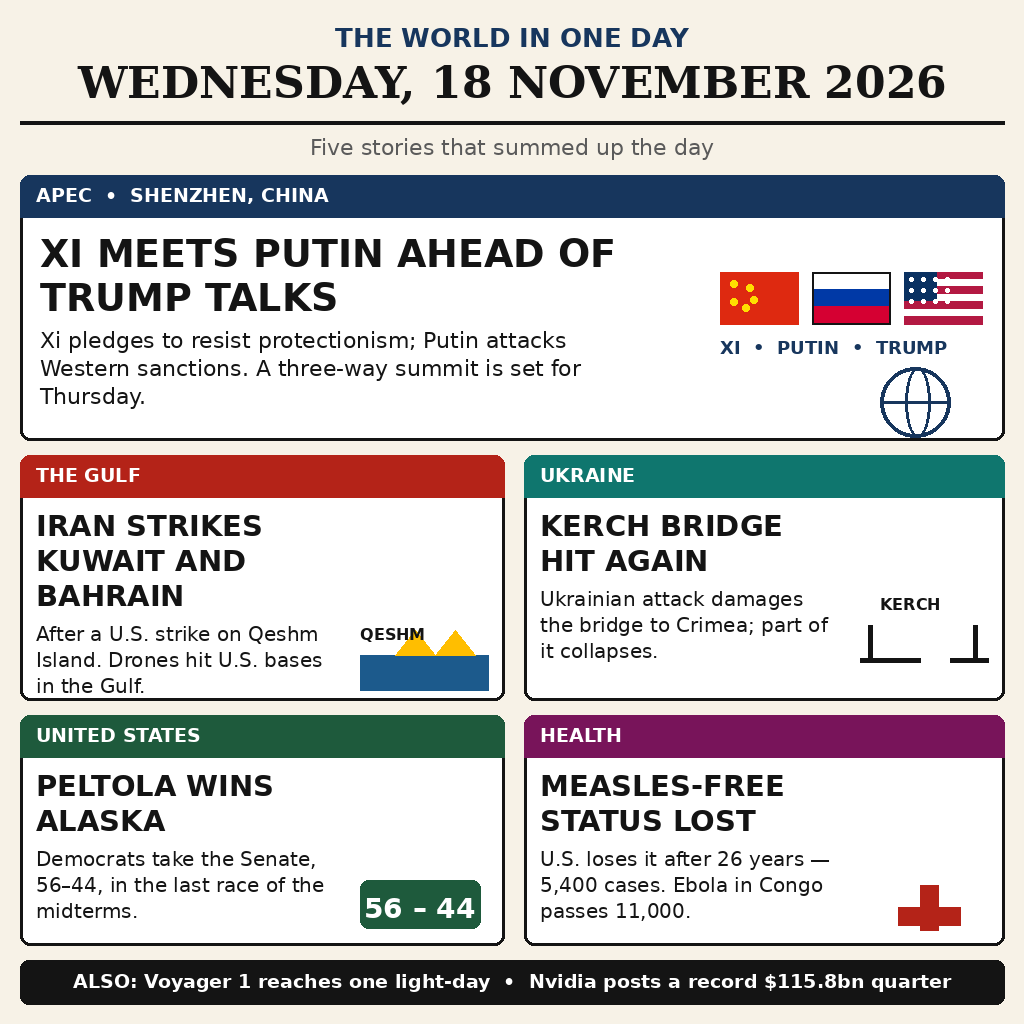 THE WORLD IN ONE DAY
WEDNESDAY, 18 NOVEMBER 2026
Five stories that summed up the day
APEC • SHENZHEN, CHINA
XI MEETS PUTIN AHEAD OF
TRUMP TALKS
Xi pledges to resist protectionism; Putin attacks
Western sanctions. A three-way summit is set for
Thursday.
XI • PUTIN • TRUMP
THE GULF
IRAN STRIKES
KUWAIT AND
BAHRAIN
After a U.S. strike on Qeshm
Island. Drones hit U.S. bases
in the Gulf.
QESHM
UKRAINE
KERCH BRIDGE
HIT AGAIN
Ukrainian attack damages
the bridge to Crimea; part of
it collapses.
KERCH
UNITED STATES
PELTOLA WINS
ALASKA
Democrats take the Senate,
56–44, in the last race of the
midterms.
56 – 44
HEALTH
MEASLES-FREE
STATUS LOST
U.S. loses it after 26 years —
5,400 cases. Ebola in Congo
passes 11,000.
ALSO: Voyager 1 reaches one light-day • Nvidia posts a record $115.8bn quarter